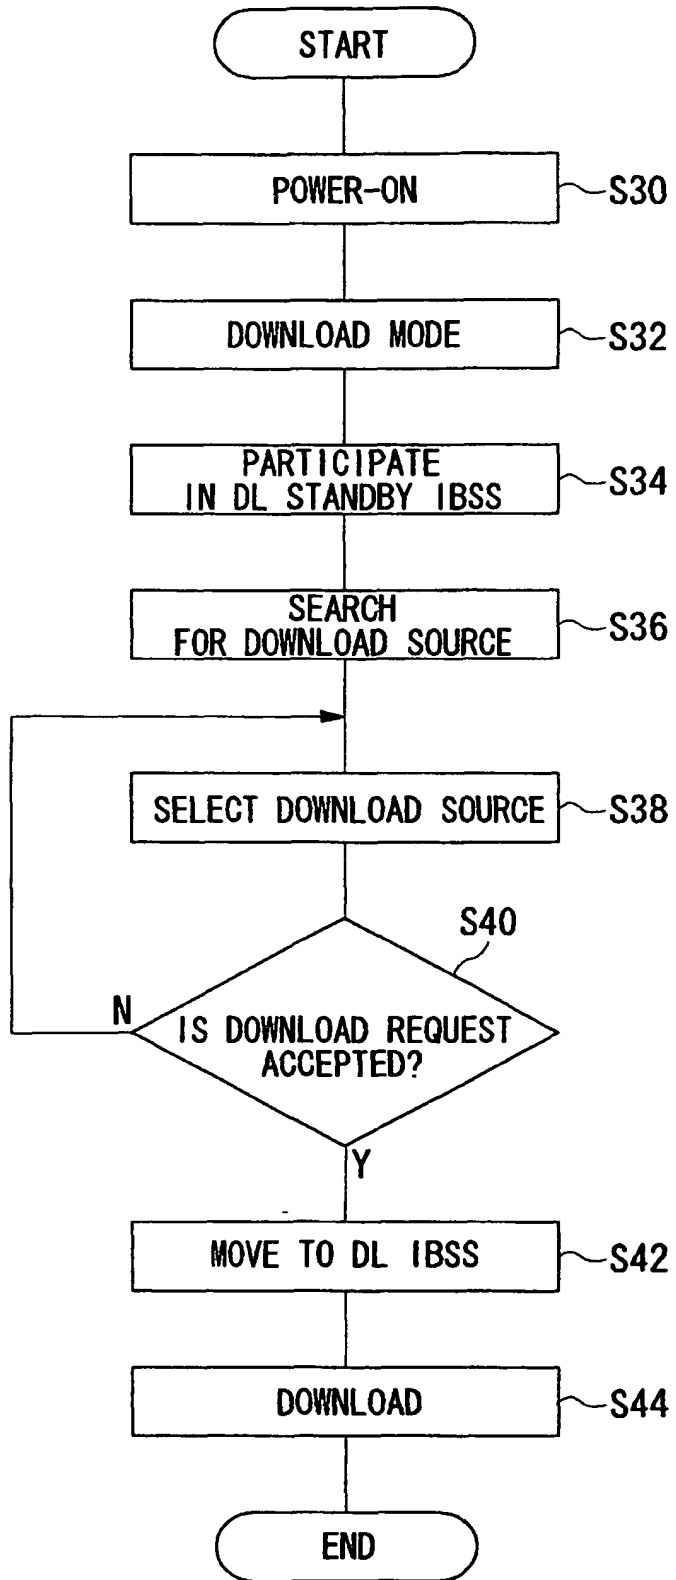 START
POWER-ON
S30
DOWNLOAD MODE
S32
PARTICIPATE
IN DL STANDBY IBSS
S34
SEARCH
FOR DOWNLOAD SOURCE
S36
SELECT DOWNLOAD SOURCE
S38
S40
N
IS DOWNLOAD REQUEST
ACCEPTED?
Y
MOVE TO DL IBSS
S42
DOWNLOAD
S44
END